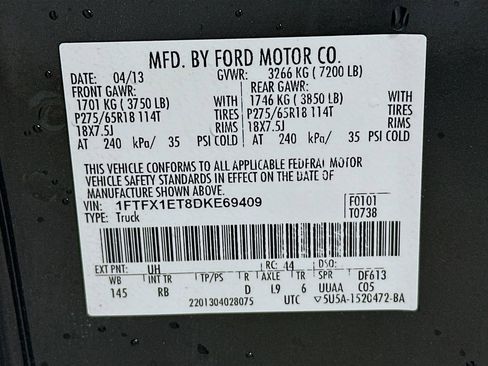 MFD. BY FORD MOTOR CO.
DATE: 04/13 GVWR: 3266 KG ( 7200 LB)
FRONT GAWR: REAR GAWR:
1701 KG ( 3750 LB) WITH 1746 KG ( 3850 LB) WITH
P275/65R18 114T TIRES P275/65R18 114T TIRES
18X7.5J RIMS 18X7.5J RIMS
AT 240 kPa/ 35 PSI COLD AT 240 kPa/ 35 PSI COLD
THIS VEHICLE CONFORMS TO ALL APPLICABLE FEDERAL MOTOR
VEHICLE SAFETY STANDARDS IN EFFECT ON THE DATE OF
MANUFACTURE SHOWN ABOVE.
VIN: 1FTFX1ET8DKE69409 F0101
TYPE: Truck T0738
EXT PNT: UH RC: 44 DSO:
WB INT TR TP/PS R AXLE TR SPR DF613
145 RB D L9 6 UUAA C05
2201304028075 UTC 5U5A-1520472-BA